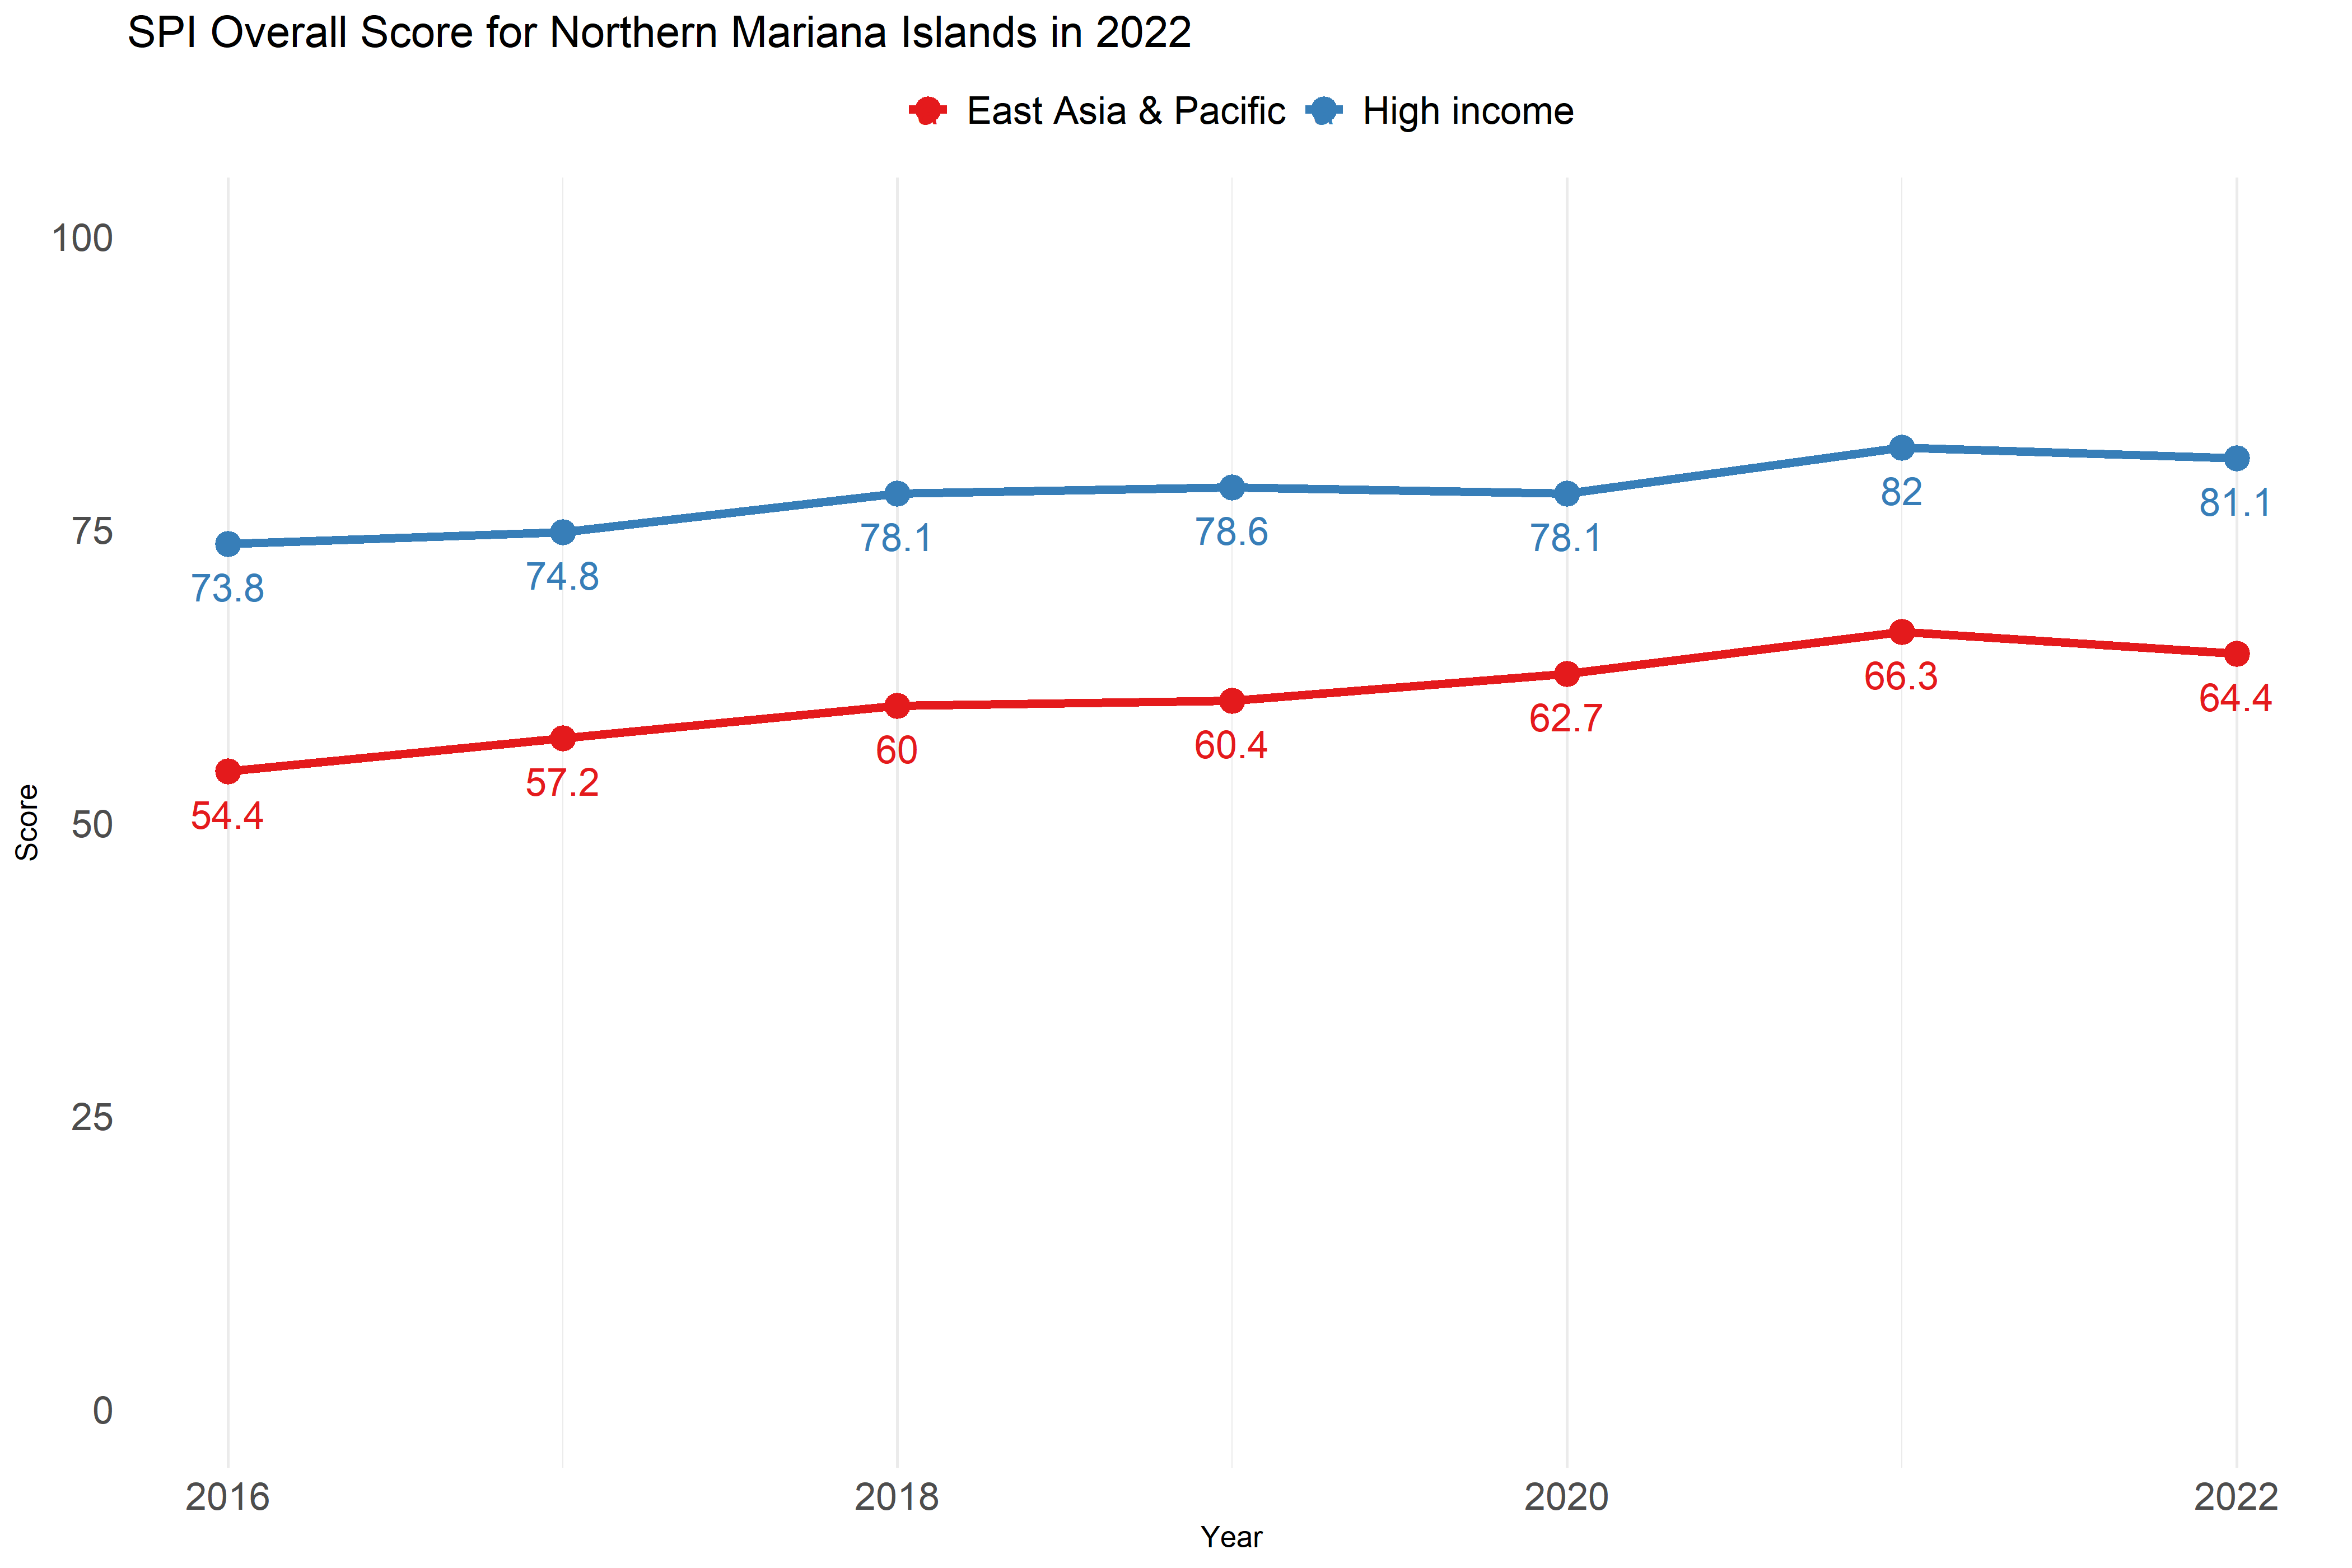 SPI Overall Score for Northern Mariana Islands in 2022
East Asia & Pacific High income
100
75
50
25
0
Score
73.8 74.8 78.1 78.6 78.1 82 81.1
54.4 57.2 60 60.4 62.7 66.3 64.4
2016 2018 2020 2022
Year